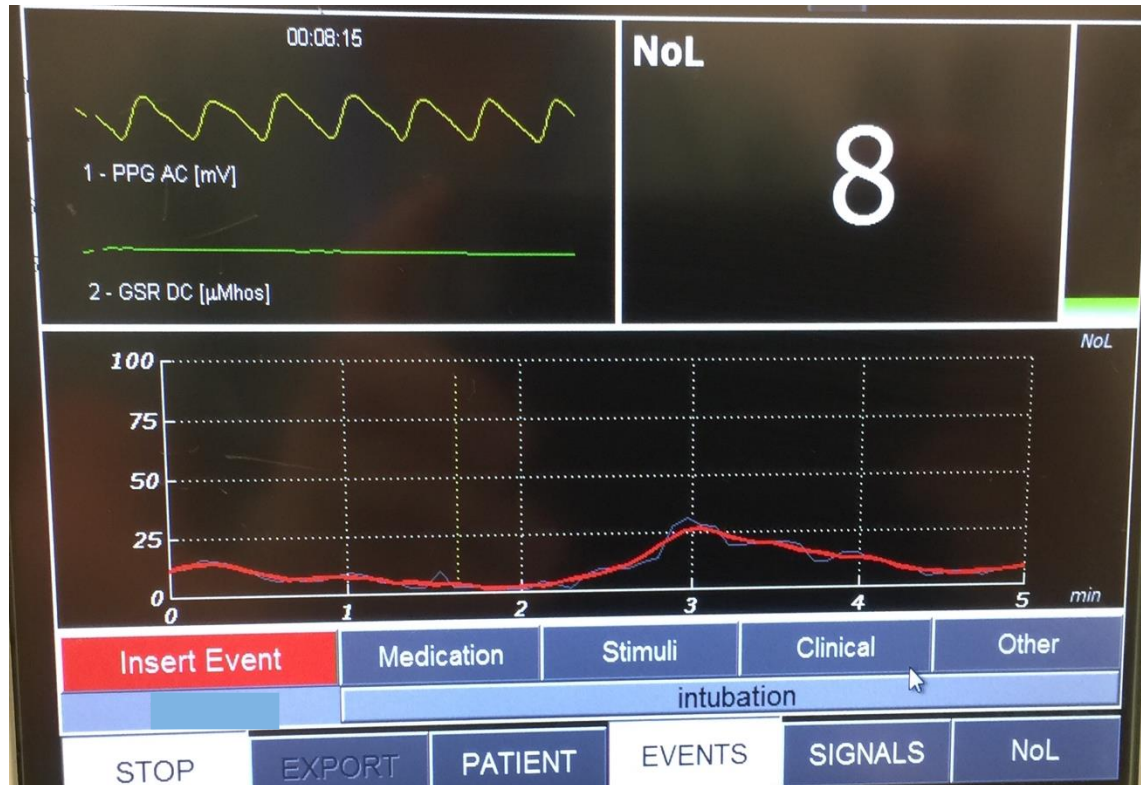 00:08:15
NoL
8
1 - PPG AC [mV]
2 - GSR DC [µMhos]
NoL
100
75
50
25
0
0 1 2 3 4 5 min
Insert Event Medication Stimuli Clinical Other
intubation
STOP EXPORT PATIENT EVENTS SIGNALS NoL